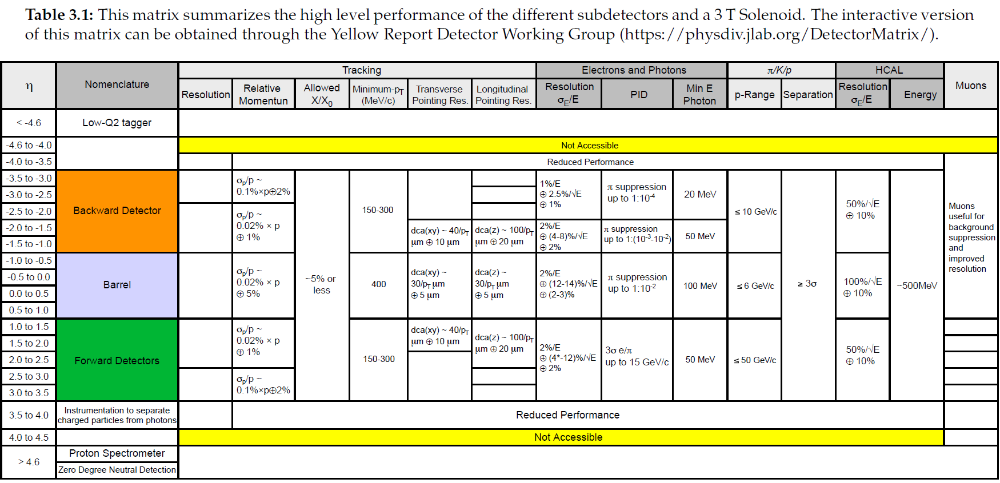 Table 3.1: This matrix summarizes the high level performance of the different subdetectors and a 3 T Solenoid. The interactive version
of this matrix can be obtained through the Yellow Report Detector Working Group (https://physdiv.jlab.org/DetectorMatrix/).
η
Nomenclature
Tracking
Electrons and Photons
π/K/p
HCAL
Muons
Resolution
Relative
Momentun
Allowed
X/X0
Minimum-pT
(MeV/c)
Transverse
Pointing Res.
Longitudinal
Pointing Res.
Resolution
σE/E
PID
Min E
Photon
p-Range
Separation
Resolution
σE/E
Energy
< -4.6
Low-Q2 tagger
-4.6 to -4.0
Not Accessible
-4.0 to -3.5
Reduced Performance
-3.5 to -3.0
-3.0 to -2.5
-2.5 to -2.0
-2.0 to -1.5
-1.5 to -1.0
Backward Detector
σp/p ~
0.1%×p⊕2%
σp/p ~
0.02% × p
⊕ 1%
150-300
dca(xy) ~ 40/pT
μm ⊕ 10 μm
dca(z) ~ 100/pT
μm ⊕ 20 μm
1%/E
⊕ 2.5%/√E
⊕ 1%
2%/E
⊕ (4-8)%/√E
⊕ 2%
π suppression
up to 1:10-4
π suppression
up to 1:(10-3-10-2)
20 MeV
50 MeV
≤ 10 GeV/c
50%/√E
⊕ 10%
Muons
useful for
background
suppression
and
improved
resolution
-1.0 to -0.5
-0.5 to 0.0
0.0 to 0.5
0.5 to 1.0
Barrel
σp/p ~
0.02% × p
⊕ 5%
~5% or
less
400
dca(xy) ~
30/pT μm
⊕ 5 μm
dca(z) ~
30/pT μm
⊕ 5 μm
2%/E
⊕ (12-14)%/√E
⊕ (2-3)%
π suppression
up to 1:10-2
100 MeV
≤ 6 GeV/c
≥ 3σ
100%/√E
⊕ 10%
~500MeV
1.0 to 1.5
1.5 to 2.0
2.0 to 2.5
2.5 to 3.0
3.0 to 3.5
Forward Detectors
σp/p ~
0.02% × p
⊕ 1%
σp/p ~
0.1%×p⊕2%
150-300
dca(xy) ~ 40/pT
μm ⊕ 10 μm
dca(z) ~ 100/pT
μm ⊕ 20 μm
2%/E
⊕ (4*-12)%/√E
⊕ 2%
3σ e/π
up to 15 GeV/c
50 MeV
≤ 50 GeV/c
50%/√E
⊕ 10%
3.5 to 4.0
Instrumentation to separate
charged particles from photons
Reduced Performance
4.0 to 4.5
Not Accessible
> 4.6
Proton Spectrometer
Zero Degree Neutral Detection